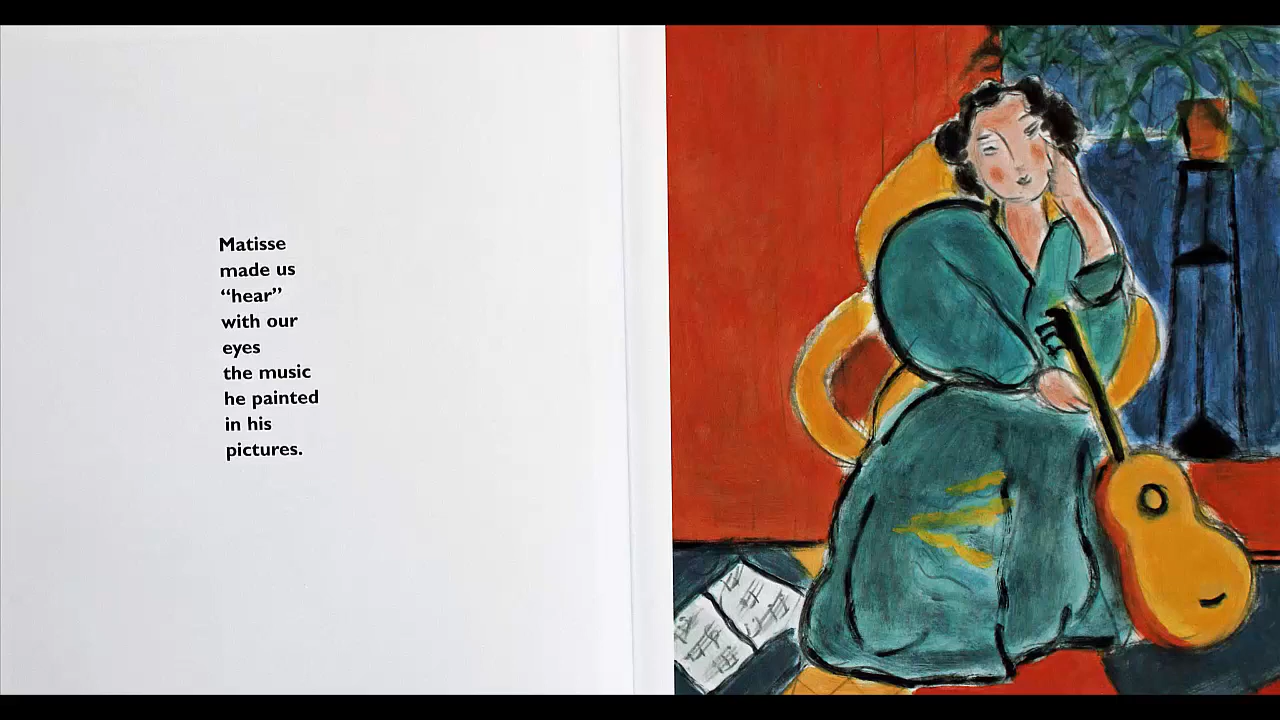 Matisse
made us
“hear”
with our
eyes
the music
he painted
in his
pictures.